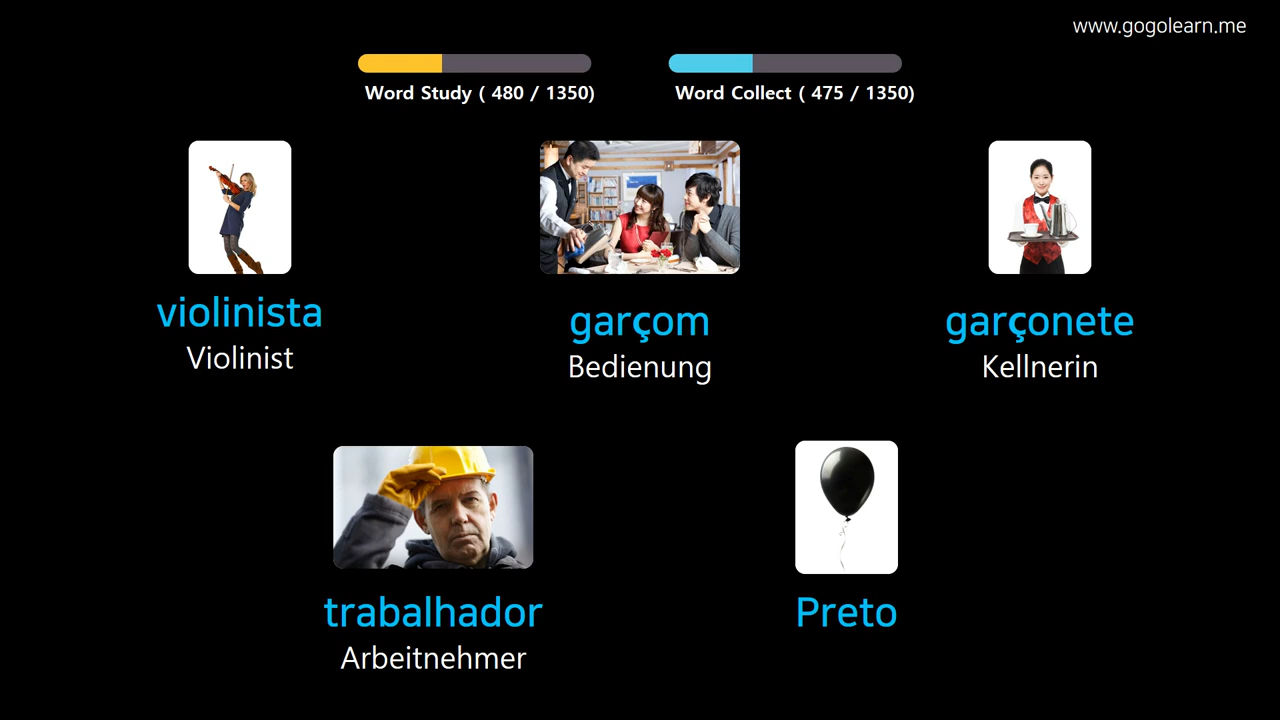 www.gogolearn.me
Word Study ( 480 / 1350)
Word Collect ( 475 / 1350)
violinista
Violinist
garçom
Bedienung
garçonete
Kellnerin
trabalhador
Arbeitnehmer
Preto